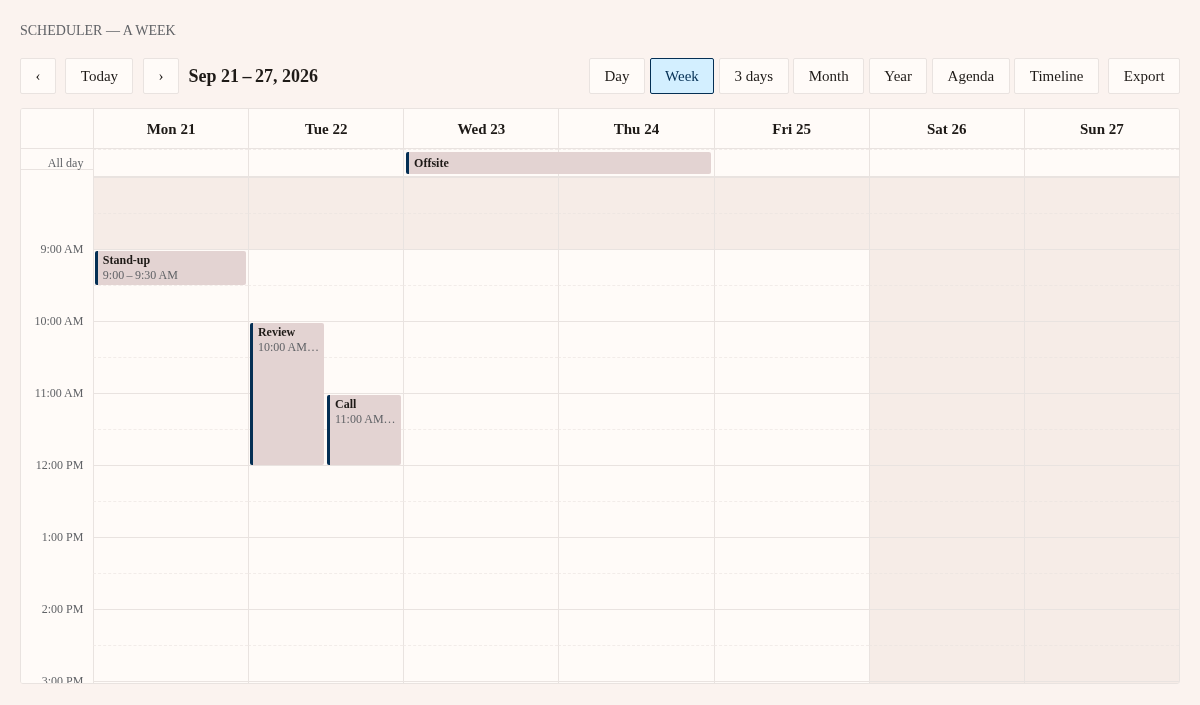 SCHEDULER — A WEEK
‹ Today › Sep 21 – 27, 2026 Day Week 3 days Month Year Agenda Timeline Export
Mon 21 Tue 22 Wed 23 Thu 24 Fri 25 Sat 26 Sun 27
All day Offsite
9:00 AM
Stand-up
9:00 – 9:30 AM
10:00 AM
Review
10:00 AM…
11:00 AM
Call
11:00 AM…
12:00 PM
1:00 PM
2:00 PM
3:00 PM